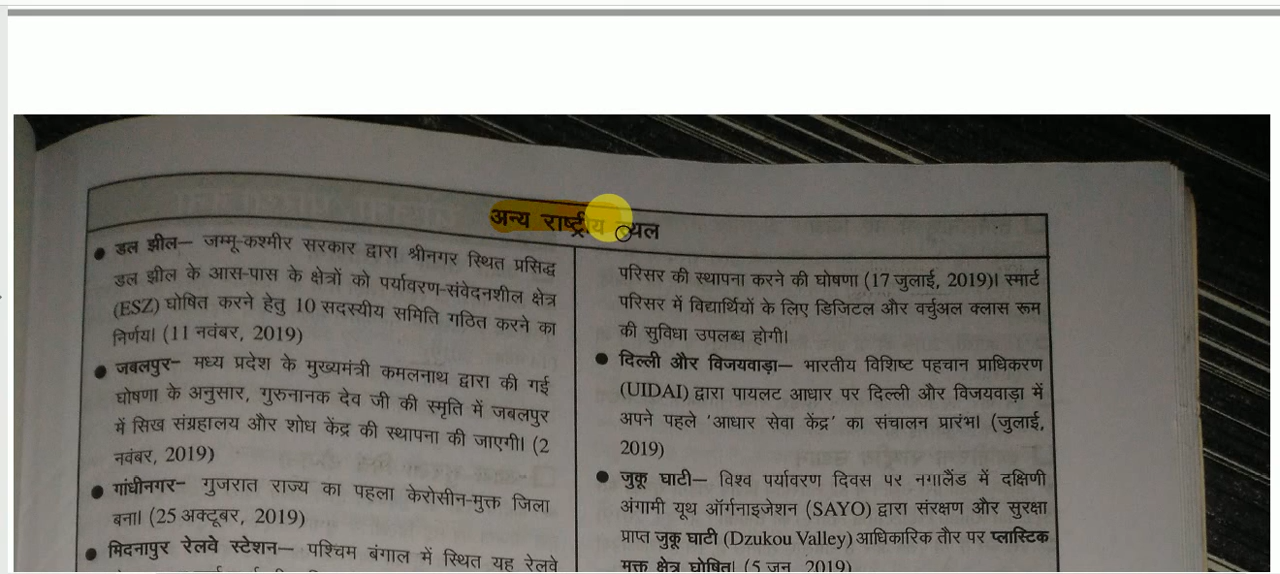 अन्य राष्ट्रीय स्थल
• डल झील– जम्मू-कश्मीर सरकार द्वारा श्रीनगर स्थित प्रसिद्ध
डल झील के आस-पास के क्षेत्रों को पर्यावरण-संवेदनशील क्षेत्र
(ESZ) घोषित करने हेतु 10 सदस्यीय समिति गठित करने का
निर्णय। (11 नवंबर, 2019)
• जबलपुर– मध्य प्रदेश के मुख्यमंत्री कमलनाथ द्वारा की गई
घोषणा के अनुसार, गुरुनानक देव जी की स्मृति में जबलपुर
में सिख संग्रहालय और शोध केंद्र की स्थापना की जाएगी। (2
नवंबर, 2019)
• गांधीनगर– गुजरात राज्य का पहला केरोसीन-मुक्त जिला
बना। (25 अक्टूबर, 2019)
• मिदनापुर रेलवे स्टेशन– पश्चिम बंगाल में स्थित यह रेलवे
परिसर की स्थापना करने की घोषणा (17 जुलाई, 2019)। स्मार्ट
परिसर में विद्यार्थियों के लिए डिजिटल और वर्चुअल क्लास रूम
की सुविधा उपलब्ध होगी।
• दिल्ली और विजयवाड़ा– भारतीय विशिष्ट पहचान प्राधिकरण
(UIDAI) द्वारा पायलट आधार पर दिल्ली और विजयवाड़ा में
अपने पहले 'आधार सेवा केंद्र' का संचालन प्रारंभ। (जुलाई,
2019)
• जुकू घाटी– विश्व पर्यावरण दिवस पर नगालैंड में दक्षिणी
अंगामी यूथ ऑर्गनाइजेशन (SAYO) द्वारा संरक्षण और सुरक्षा
प्राप्त जुकू घाटी (Dzukou Valley) आधिकारिक तौर पर प्लास्टिक
मुक्त क्षेत्र घोषित। (5 जून, 2019)